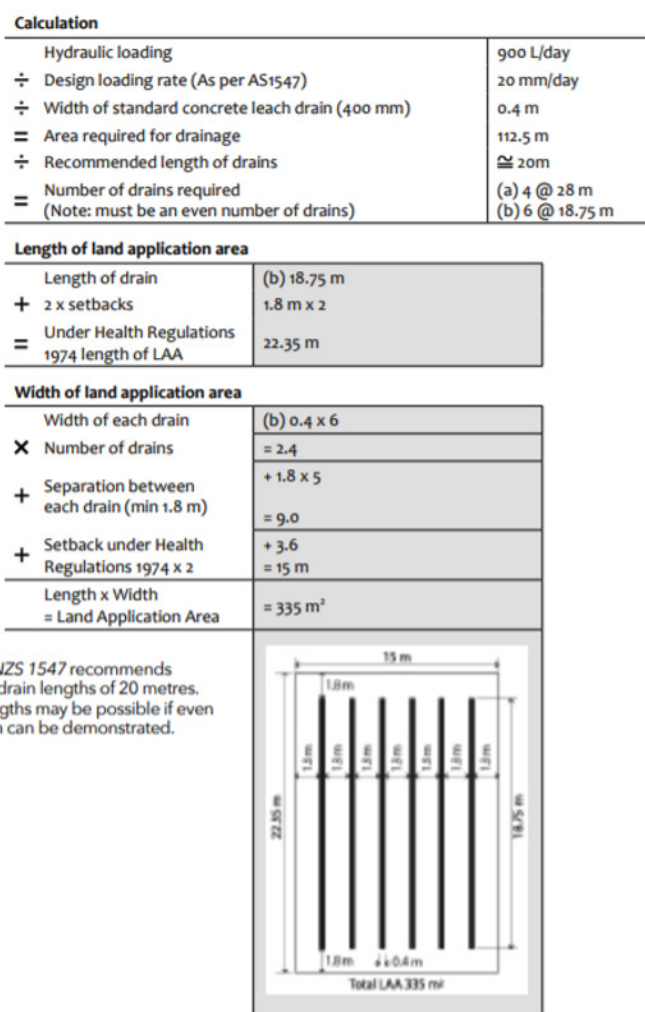 Calculation
Hydraulic loading 900 L/day
÷ Design loading rate (As per AS1547) 20 mm/day
÷ Width of standard concrete leach drain (400 mm) 0.4 m
= Area required for drainage 112.5 m
÷ Recommended length of drains ≅ 20m
= Number of drains required (a) 4 @ 28 m
(Note: must be an even number of drains) (b) 6 @ 18.75 m
Length of land application area
Length of drain (b) 18.75 m
+ 2 x setbacks 1.8 m x 2
= Under Health Regulations
1974 length of LAA 22.35 m
Width of land application area
Width of each drain (b) 0.4 x 6
× Number of drains = 2.4
+ Separation between + 1.8 x 5
each drain (min 1.8 m) = 9.0
+ Setback under Health + 3.6
Regulations 1974 x 2 = 15 m
Length x Width
= Land Application Area = 335 m²
NZS 1547 recommends
drain lengths of 20 metres.
gths may be possible if even
can be demonstrated.
15 m
1.8m
1.8m 1.8m 1.8m 1.8m 1.8m 1.8m 1.8m
22.35 m
18.75 m
1.8m 0.4m
Total LAA 335 m²